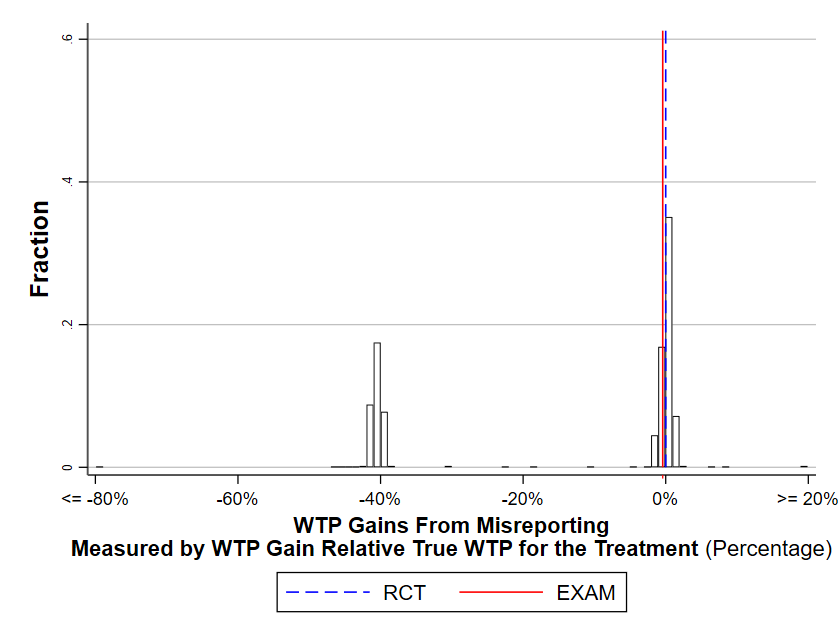 .6
.4
.2
0
Fraction
<= -80% -60% -40% -20% 0% >= 20%
WTP Gains From Misreporting
Measured by WTP Gain Relative True WTP for the Treatment (Percentage)
RCT EXAM